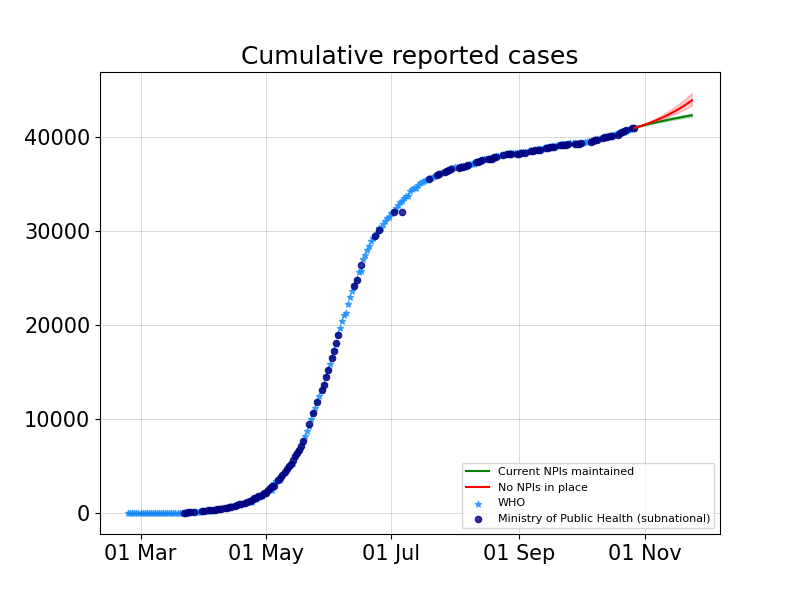 Cumulative reported cases
40000
30000
20000
10000
0
01 Mar
01 May
01 Jul
01 Sep
01 Nov
Current NPIs maintained
No NPIs in place
WHO
Ministry of Public Health (subnational)